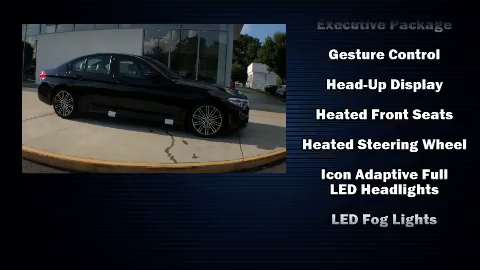 Executive Package
Gesture Control
Head-Up Display
Heated Front Seats
Heated Steering Wheel
Icon Adaptive Full
LED Headlights
LED Fog Lights